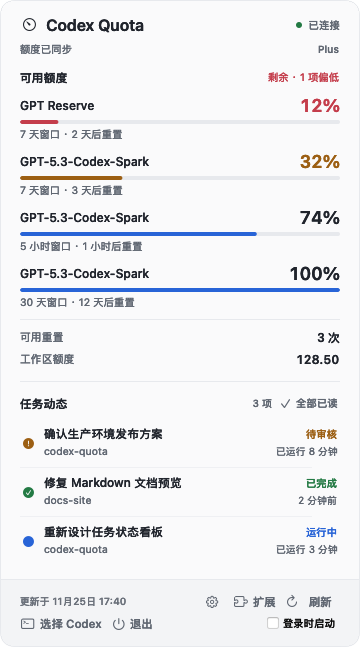 Codex Quota
已连接
额度已同步
Plus
可用额度
剩余 · 1 项偏低
GPT Reserve
12%
7 天窗口 · 2 天后重置
GPT-5.3-Codex-Spark
32%
7 天窗口 · 3 天后重置
GPT-5.3-Codex-Spark
74%
5 小时窗口 · 1 小时后重置
GPT-5.3-Codex-Spark
100%
30 天窗口 · 12 天后重置
可用重置
3 次
工作区额度
128.50
任务动态
3 项
全部已读
确认生产环境发布方案
待审核
codex-quota
已运行 8 分钟
修复 Markdown 文档预览
已完成
docs-site
2 分钟前
重新设计任务状态看板
运行中
codex-quota
已运行 3 分钟
更新于 11月25日 17:40
扩展
刷新
选择 Codex
退出
登录时启动